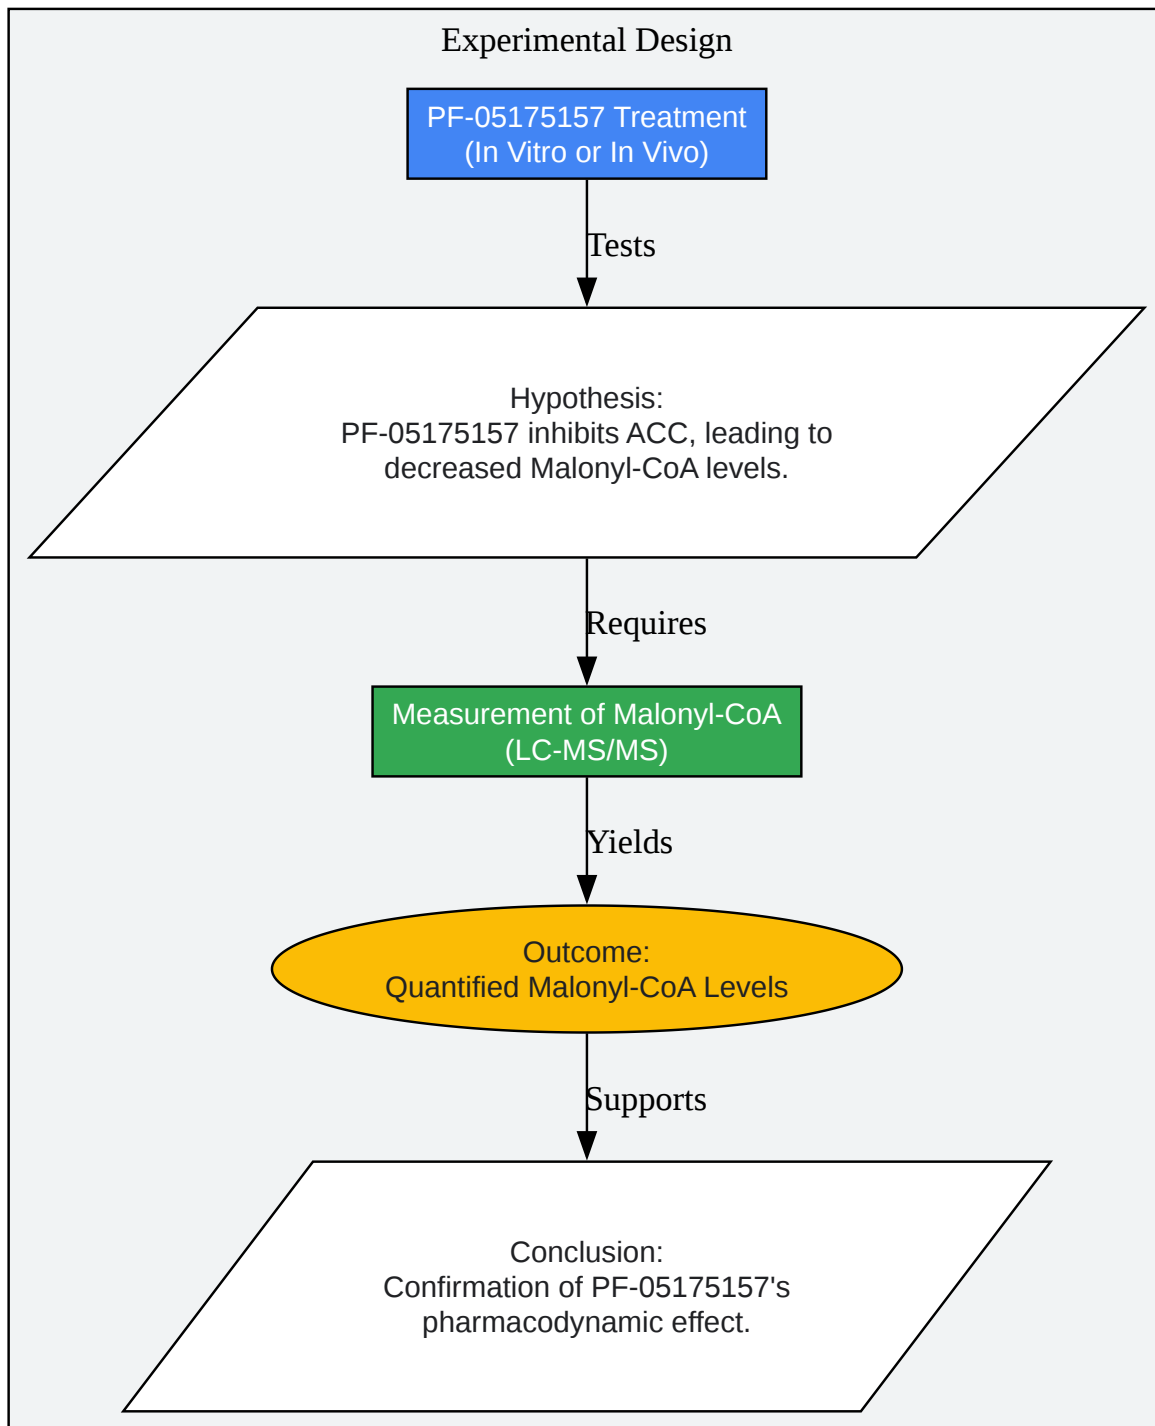 Experimental Design
PF-05175157 Treatment
(In Vitro or In Vivo)
Tests
Hypothesis:
PF-05175157 inhibits ACC, leading to
decreased Malonyl-CoA levels.
Requires
Measurement of Malonyl-CoA
(LC-MS/MS)
Yields
Outcome:
Quantified Malonyl-CoA Levels
Supports
Conclusion:
Confirmation of PF-05175157's
pharmacodynamic effect.